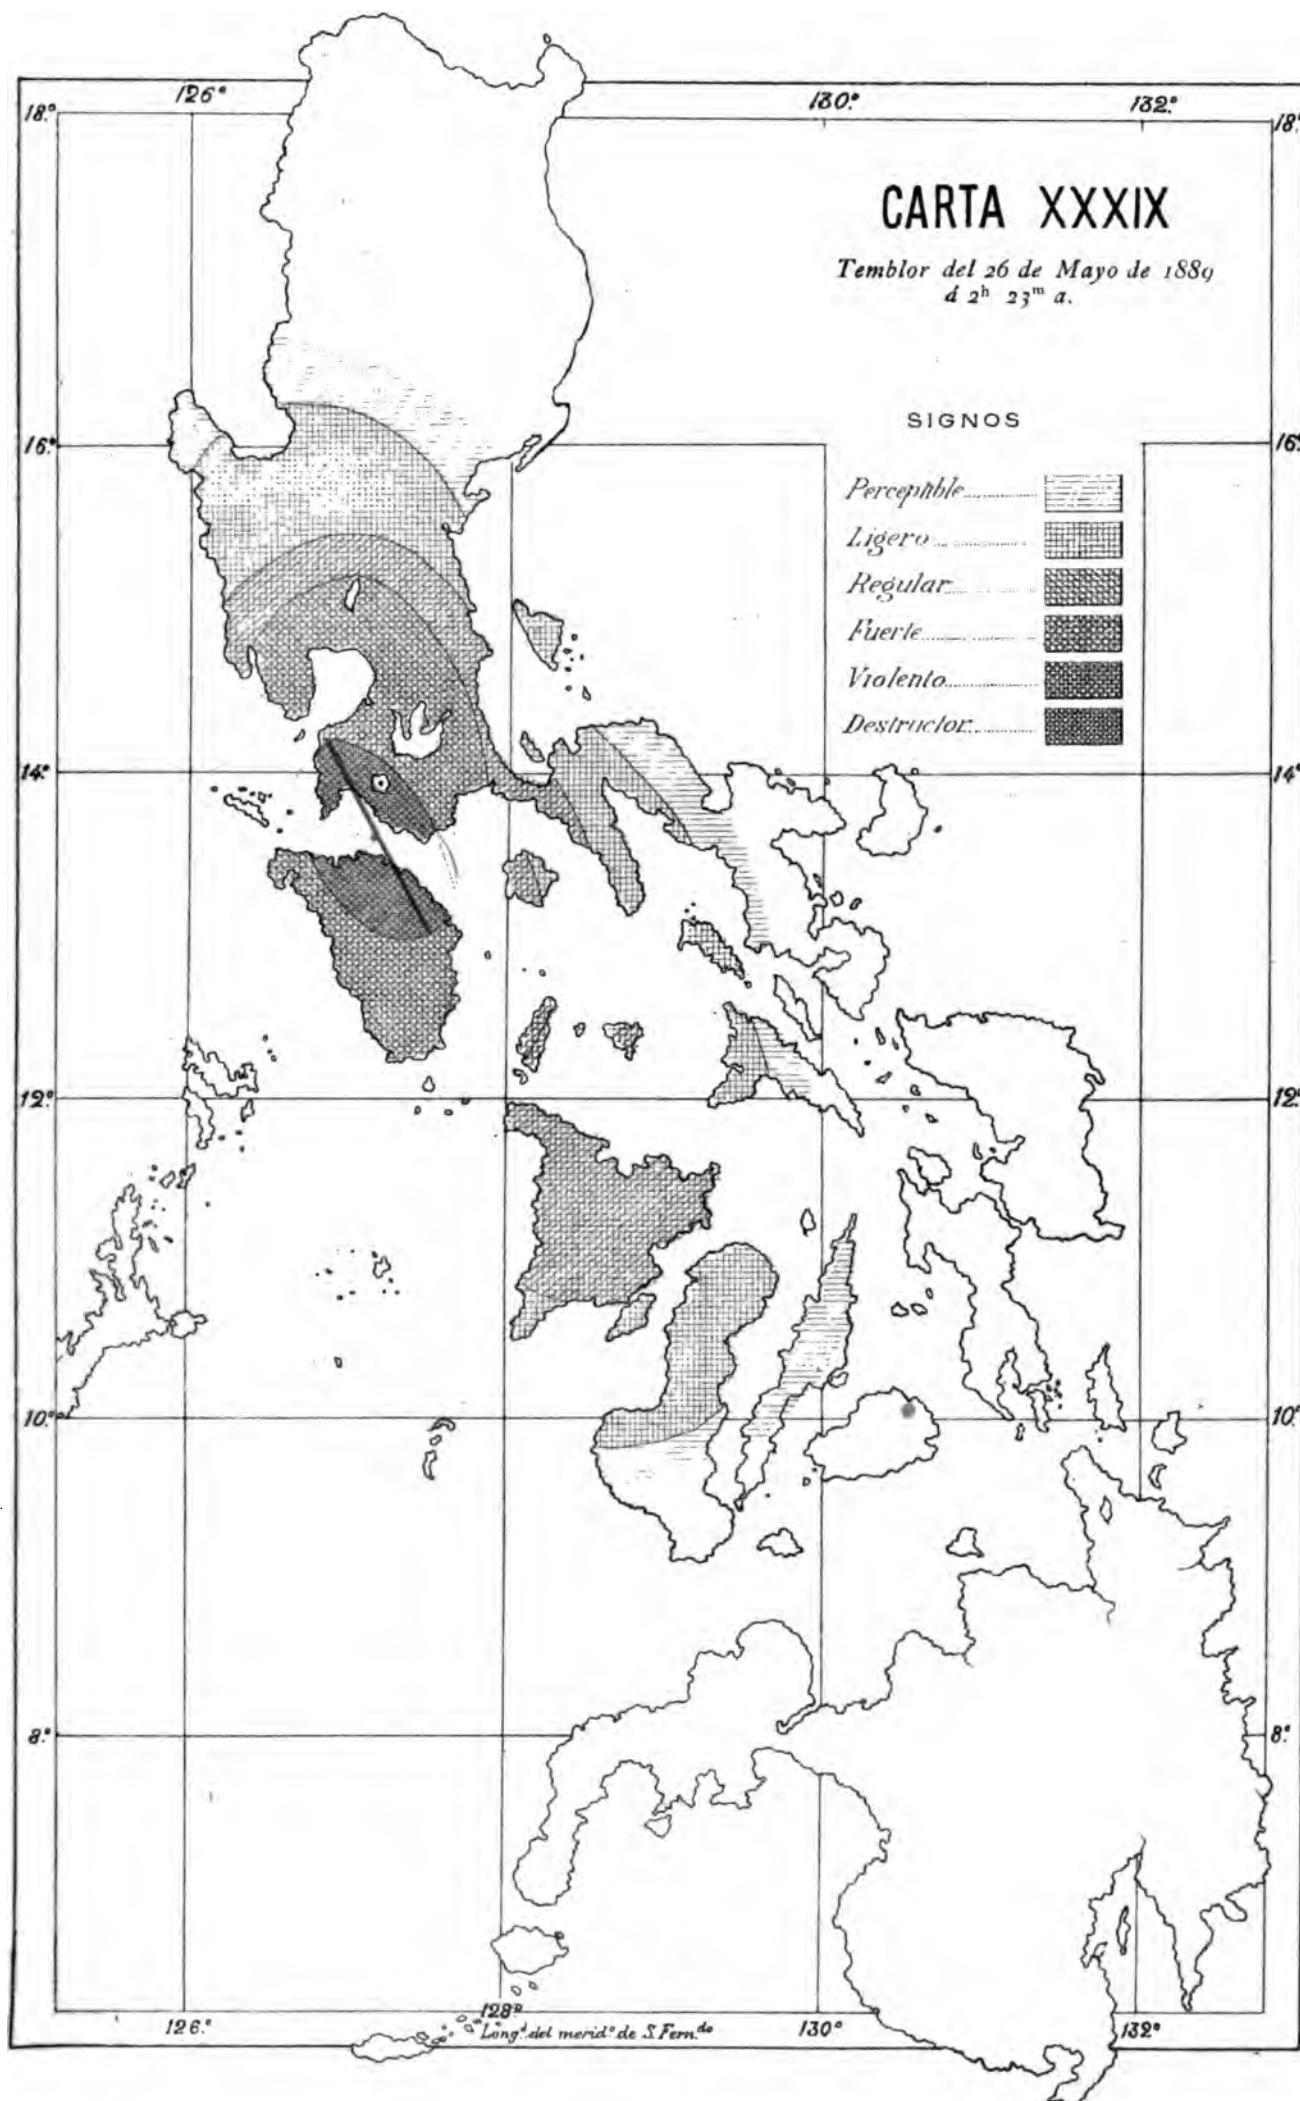 126.° 130.° 132.°
18.° 18.°
CARTA XXXIX
Temblor del 26 de Mayo de 1889
á 2ʰ 23ᵐ a.
SIGNOS
16.° 16.°
Perceptible
Ligero
Regular
Fuerte
Violento
Destructor
14.° 14.°
12.° 12.°
10.° 10.°
8.° 8.°
126.° 128.° 130.° 132.°
Long.ᵈ del merid.º de S. Fern.ᵈᵒ